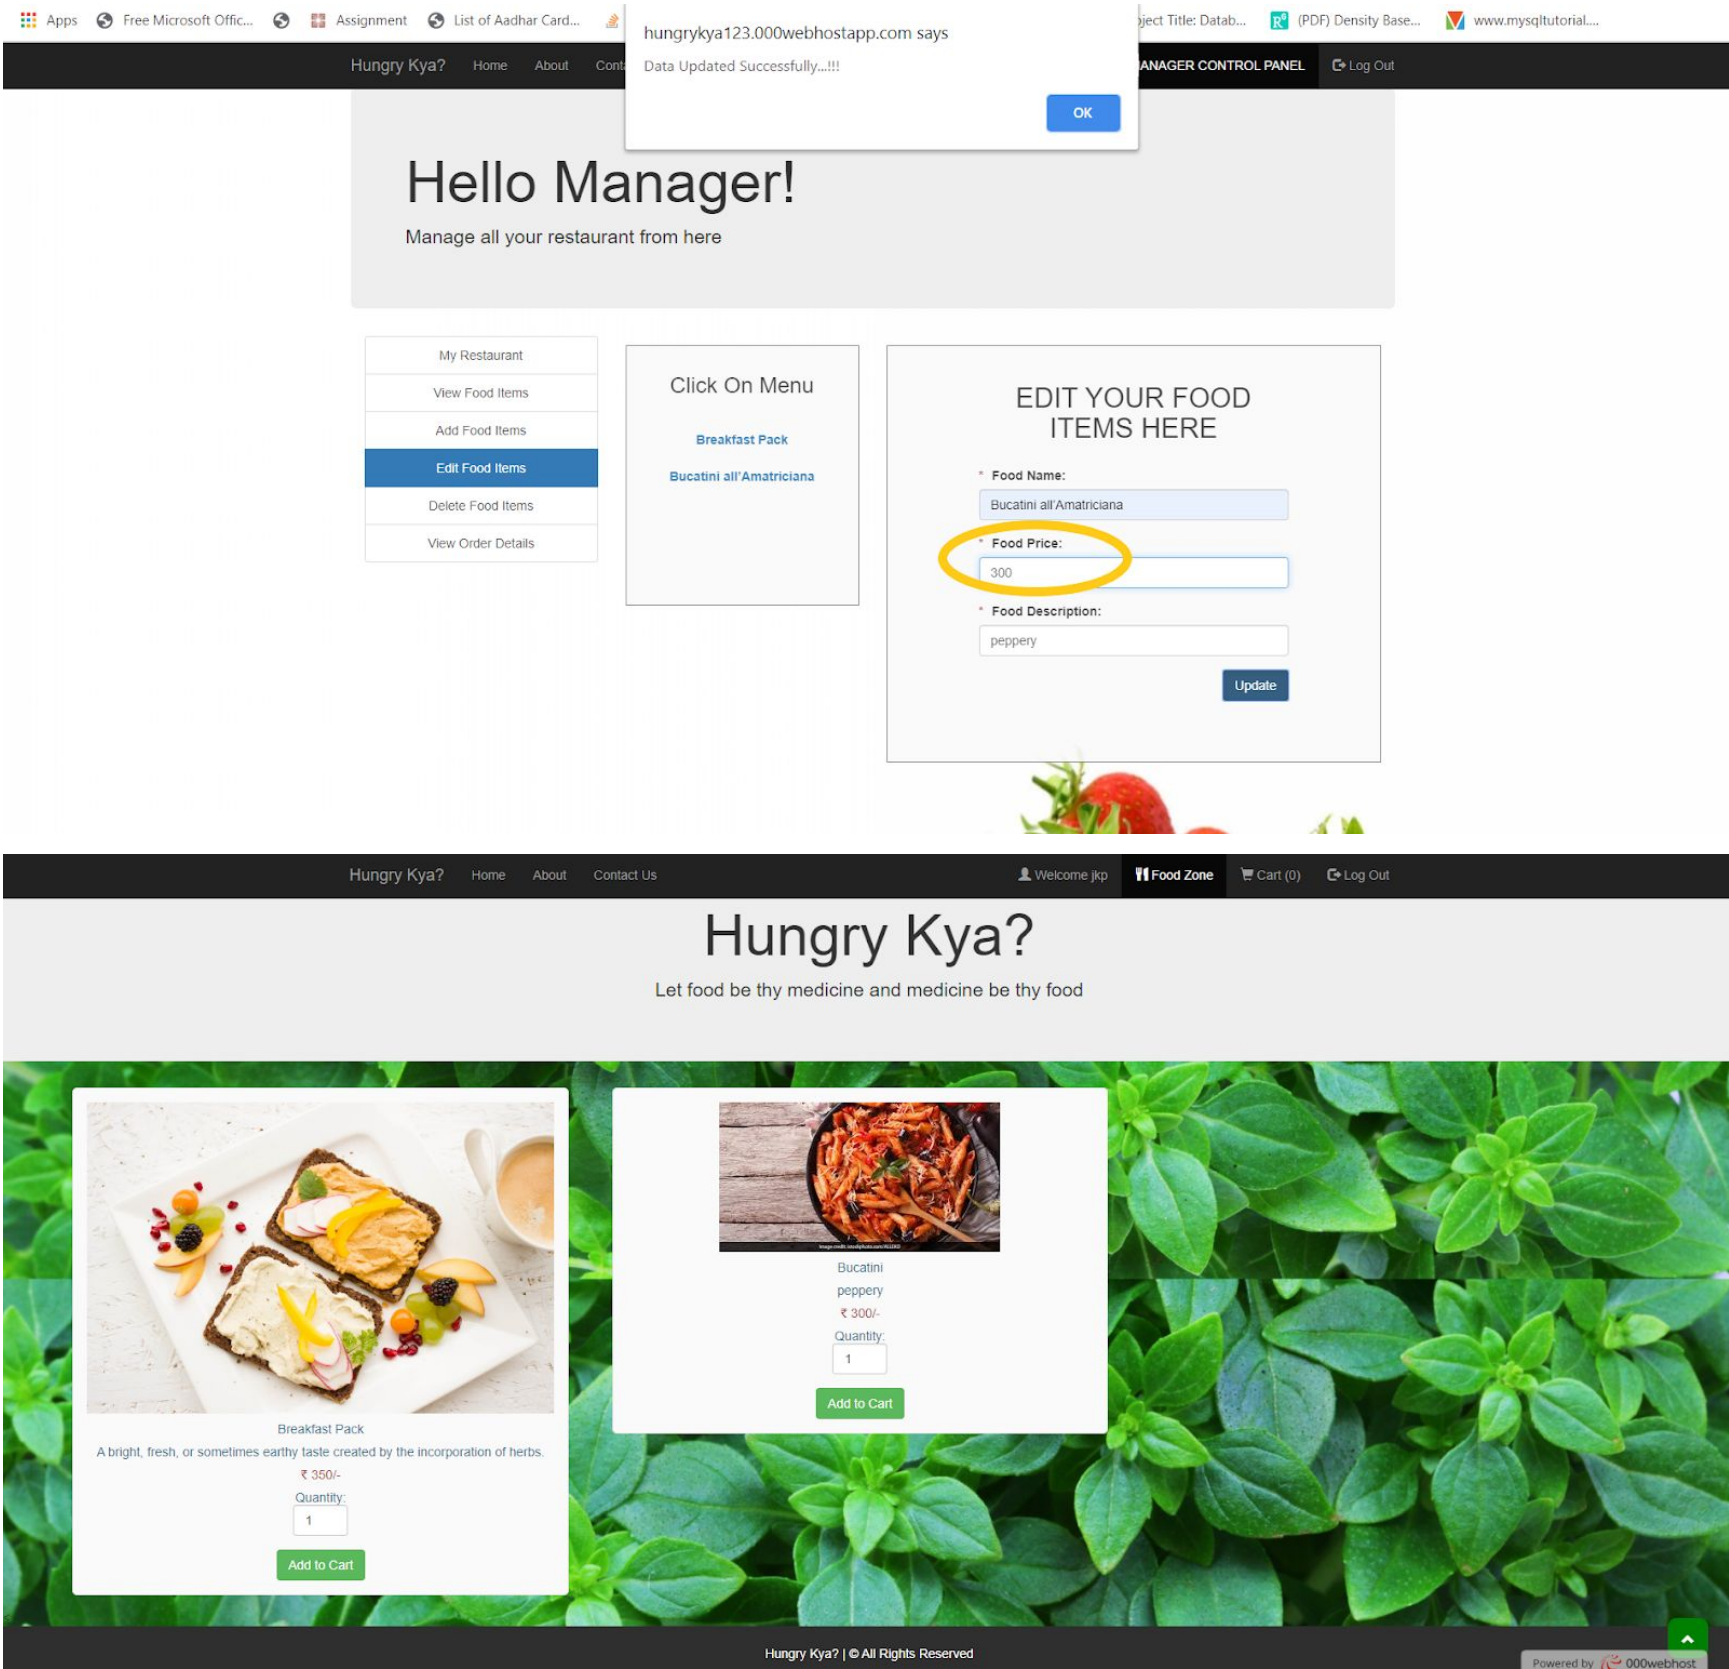 Apps Free Microsoft Offic... Assignment List of Aadhar Card... oject Title: Datab... (PDF) Density Base... www.mysqltutorial....
hungrykya123.000webhostapp.com says
Data Updated Successfully...!!!
OK
Hungry Kya? Home About Conta ANAGER CONTROL PANEL Log Out
Hello Manager!
Manage all your restaurant from here
My Restaurant
View Food Items
Add Food Items
Edit Food Items
Delete Food Items
View Order Details
Click On Menu
Breakfast Pack
Bucatini all'Amatriciana
EDIT YOUR FOOD
ITEMS HERE
* Food Name:
Bucatini all'Amatriciana
* Food Price:
300
* Food Description:
peppery
Update
Hungry Kya? Home About Contact Us Welcome jkp Food Zone Cart (0) Log Out
Hungry Kya?
Let food be thy medicine and medicine be thy food
Breakfast Pack
A bright, fresh, or sometimes earthy taste created by the incorporation of herbs.
₹ 350/-
Quantity:
1
Add to Cart
Bucatini
peppery
₹ 300/-
Quantity:
1
Add to Cart
Hungry Kya? | © All Rights Reserved
Powered by 000webhost